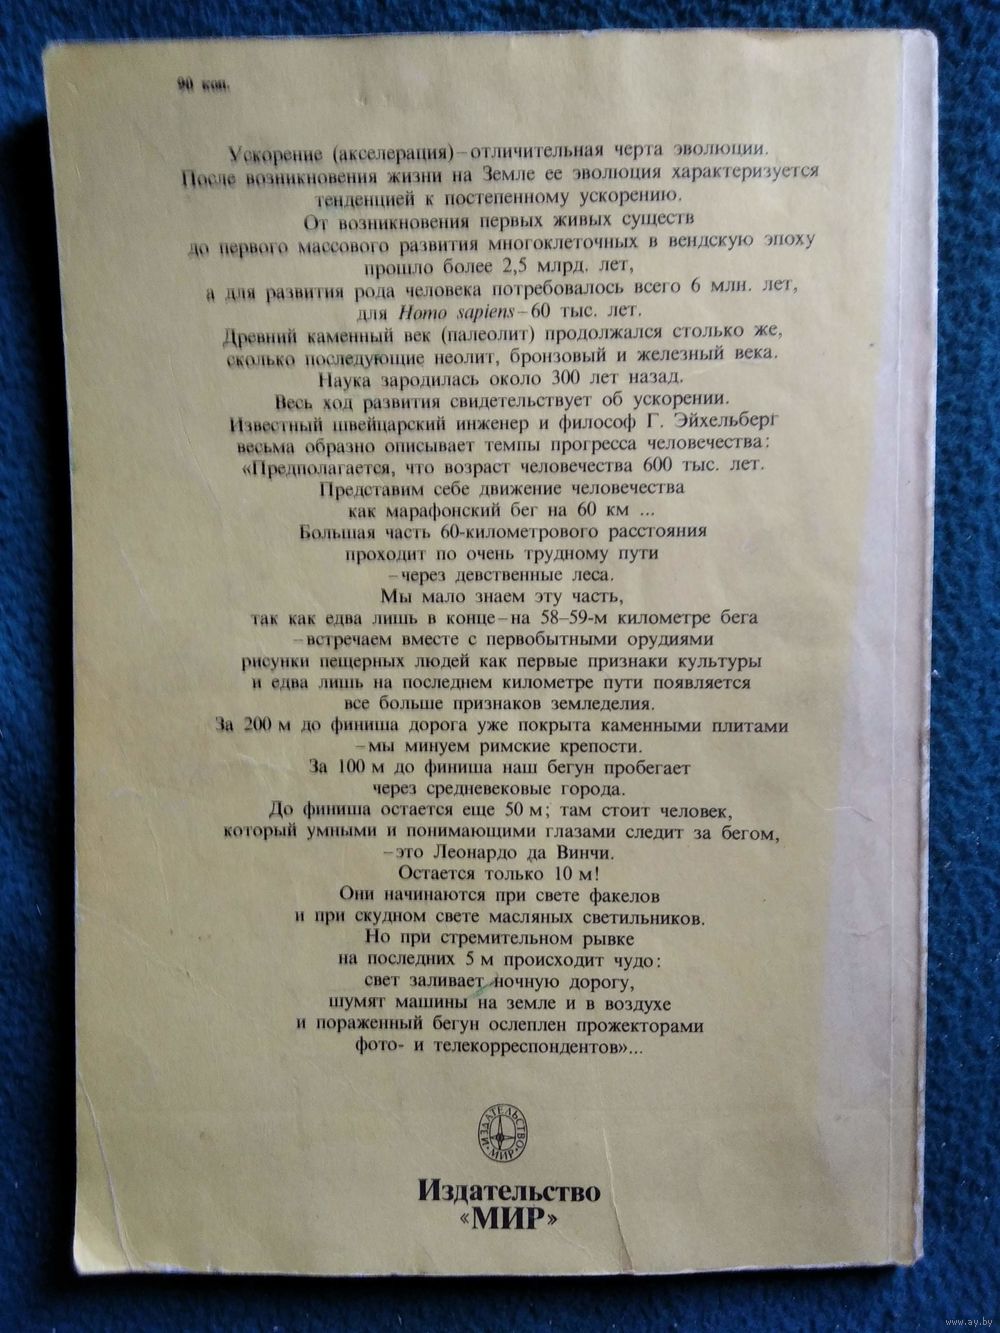 90 коп.
Ускорение (акселерация)–отличительная черта эволюции.
После возникновения жизни на Земле ее эволюция характеризуется
тенденцией к постепенному ускорению.
От возникновения первых живых существ
до первого массового развития многоклеточных в вендскую эпоху
прошло более 2,5 млрд. лет,
а для развития рода человека потребовалось всего 6 млн. лет,
для Homo sapiens–60 тыс. лет.
Древний каменный век (палеолит) продолжался столько же,
сколько последующие неолит, бронзовый и железный века.
Наука зародилась около 300 лет назад.
Весь ход развития свидетельствует об ускорении.
Известный швейцарский инженер и философ Г. Эйхельберг
весьма образно описывает темпы прогресса человечества:
«Предполагается, что возраст человечества 600 тыс. лет.
Представим себе движение человечества
как марафонский бег на 60 км ...
Большая часть 60-километрового расстояния
проходит по очень трудному пути
–через девственные леса.
Мы мало знаем эту часть,
так как едва лишь в конце–на 58–59-м километре бега
–встречаем вместе с первобытными орудиями
рисунки пещерных людей как первые признаки культуры
и едва лишь на последнем километре пути появляется
все больше признаков земледелия.
За 200 м до финиша дорога уже покрыта каменными плитами
–мы минуем римские крепости.
За 100 м до финиша наш бегун пробегает
через средневековые города.
До финиша остается еще 50 м; там стоит человек,
который умными и понимающими глазами следит за бегом,
–это Леонардо да Винчи.
Остается только 10 м!
Они начинаются при свете факелов
и при скудном свете масляных светильников.
Но при стремительном рывке
на последних 5 м происходит чудо:
свет заливает ночную дорогу,
шумят машины на земле и в воздухе
и пораженный бегун ослеплен прожекторами
фото- и телекорреспондентов»...
ИЗДАТЕЛЬСТВО
МИР
Издательство
«МИР»
www.ay.by